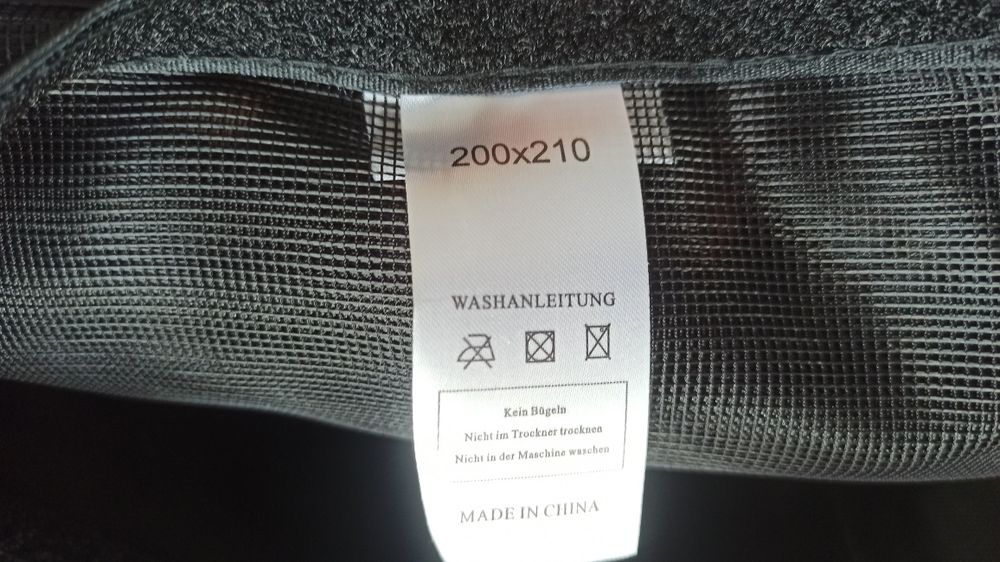 200x210
WASHANLEITUNG
Kein Bügeln
Nicht im Trockner trocknen
Nicht in der Maschine waschen
MADE IN CHINA